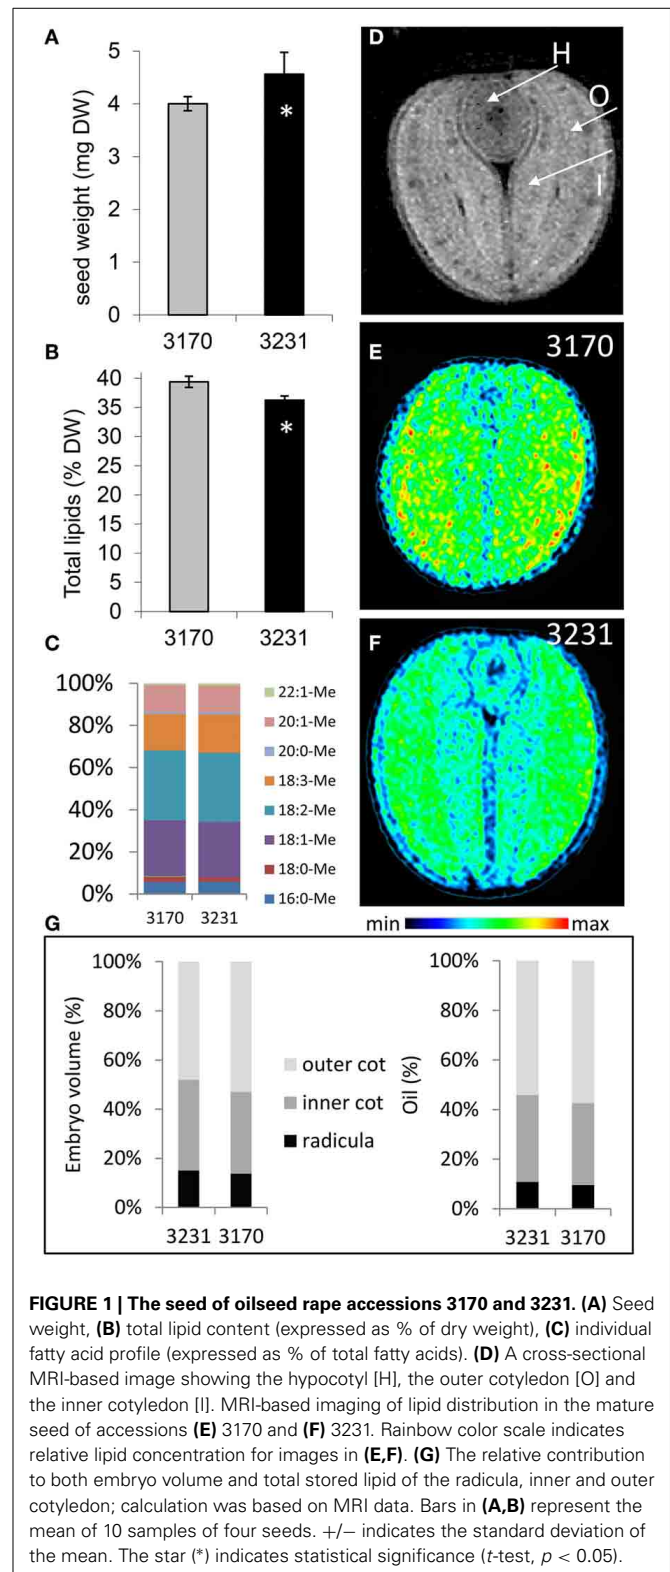 A
seed weight (mg DW)
5
4
3
2
1
0
*
3170 3231
B
Total lipids (% DW)
40
35
30
25
20
15
10
5
0
*
3170 3231
C
100%
80%
60%
40%
20%
0%
3170 3231
22:1-Me
20:1-Me
20:0-Me
18:3-Me
18:2-Me
18:1-Me
18:0-Me
16:0-Me
D
H
O
I
E
3170
F
3231
min max
G
Embryo volume (%)
100%
80%
60%
40%
20%
0%
3231 3170
outer cot
inner cot
radicula
Oil (%)
100%
80%
60%
40%
20%
0%
3231 3170
FIGURE 1 | The seed of oilseed rape accessions 3170 and 3231. (A) Seed
weight, (B) total lipid content (expressed as % of dry weight), (C) individual
fatty acid profile (expressed as % of total fatty acids). (D) A cross-sectional
MRI-based image showing the hypocotyl [H], the outer cotyledon [O] and
the inner cotyledon [I]. MRI-based imaging of lipid distribution in the mature
seed of accessions (E) 3170 and (F) 3231. Rainbow color scale indicates
relative lipid concentration for images in (E,F). (G) The relative contribution
to both embryo volume and total stored lipid of the radicula, inner and outer
cotyledon; calculation was based on MRI data. Bars in (A,B) represent the
mean of 10 samples of four seeds. +/− indicates the standard deviation of
the mean. The star (*) indicates statistical significance (t-test, p < 0.05).